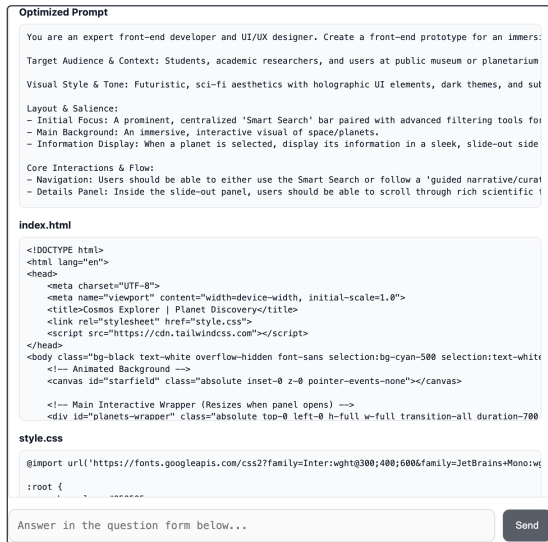 Optimized Prompt
You are an expert front-end developer and UI/UX designer. Create a front-end prototype for an
Target Audience & Context: Students, academic researchers, and users at public museum or planetarium
Visual Style & Tone: Futuristic, sci-fi aesthetics with holographic UI elements, dark themes, and
Layout & Salience:
- Initial Focus: A prominent, centralized 'Smart Search' bar paired with advanced filtering tools for
- Main Background: An immersive, interactive visual of space/planets.
- Information Display: When a planet is selected, display its information in a sleek, slide-out side
Core Interactions & Flow:
- Navigation: Users should be able to either use the Smart Search or follow a 'guided
- Details Panel: Inside the slide-out panel, users should be able to scroll through rich scientific
index.html
<!DOCTYPE html>
<html lang="en">
<head>
<meta charset="UTF-8">
<meta name="viewport" content="width=device-width, initial-scale=1.0">
<title>Cosmos Explorer | Planet Discovery</title>
<link rel="stylesheet" href="style.css">
<script src="https://cdn.tailwindcss.com"></script>
</head>
<body class="bg-black text-white overflow-hidden font-sans selection:bg-cyan-500 selection:text-white
<!-- Animated Background -->
<canvas id="starfield" class="absolute inset-0 z-0 pointer-events-none"></canvas>
<!-- Main Interactive Wrapper (Resizes when panel opens) -->
<div id="planets-wrapper" class="absolute top-0 left-0 h-full w-full transition-all duration-700
style.css
@import url('https://fonts.googleapis.com/css2?family=Inter:wght@300;400;600&family=JetBrains+Mono:wg
:root {
Answer in the question form below...
Send